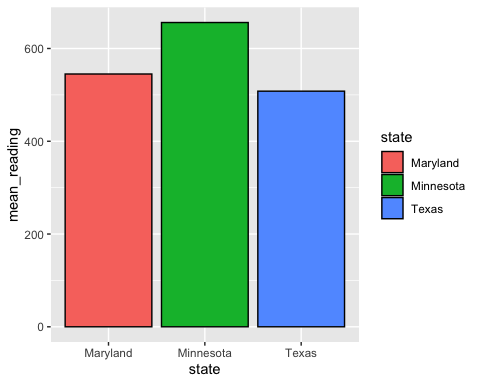 mean_reading
600
400
200
0
Maryland Minnesota Texas
state
state
Maryland
Minnesota
Texas